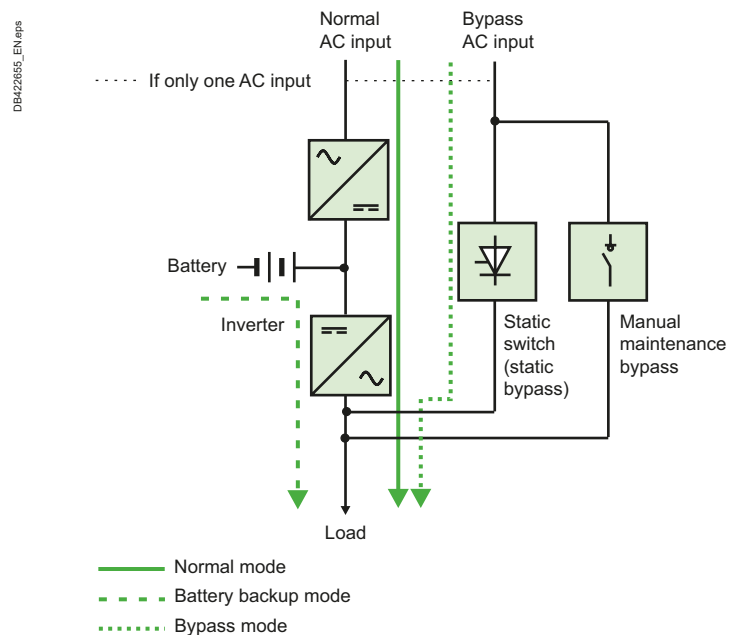 DB422655_EN.eps
Normal
AC input
Bypass
AC input
If only one AC input
Battery
Inverter
Static
switch
(static
bypass)
Manual
maintenance
bypass
Load
Normal mode
Battery backup mode
Bypass mode